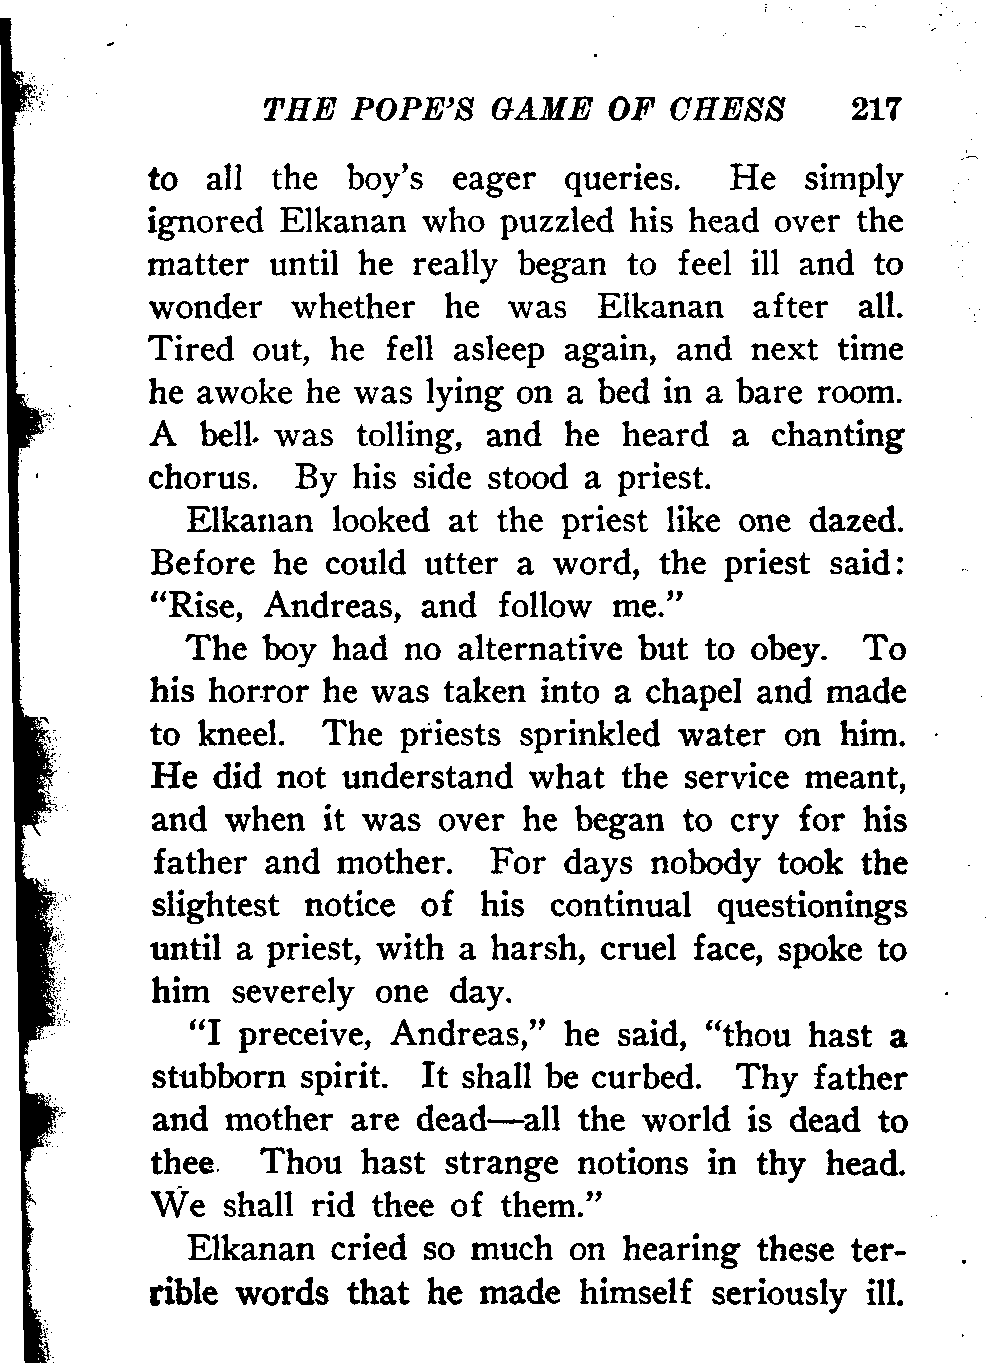 THE POPE'S GAME OF CHESS 217
to all the boy's eager queries. He simply
ignored Elkanan who puzzled his head over the
matter until he really began to feel ill and to
wonder whether he was Elkanan after all.
Tired out, he fell asleep again, and next time
he awoke he was lying on a bed in a bare room.
A bell was tolling, and he heard a chanting
chorus. By his side stood a priest.
Elkanan looked at the priest like one dazed.
Before he could utter a word, the priest said:
“Rise, Andreas, and follow me.”
The boy had no alternative but to obey. To
his horror he was taken into a chapel and made
to kneel. The priests sprinkled water on him.
He did not understand what the service meant,
and when it was over he began to cry for his
father and mother. For days nobody took the
slightest notice of his continual questionings
until a priest, with a harsh, cruel face, spoke to
him severely one day.
“I preceive, Andreas,” he said, “thou hast a
stubborn spirit. It shall be curbed. Thy father
and mother are dead—all the world is dead to
thee. Thou hast strange notions in thy head.
We shall rid thee of them.”
Elkanan cried so much on hearing these ter-
rible words that he made himself seriously ill.